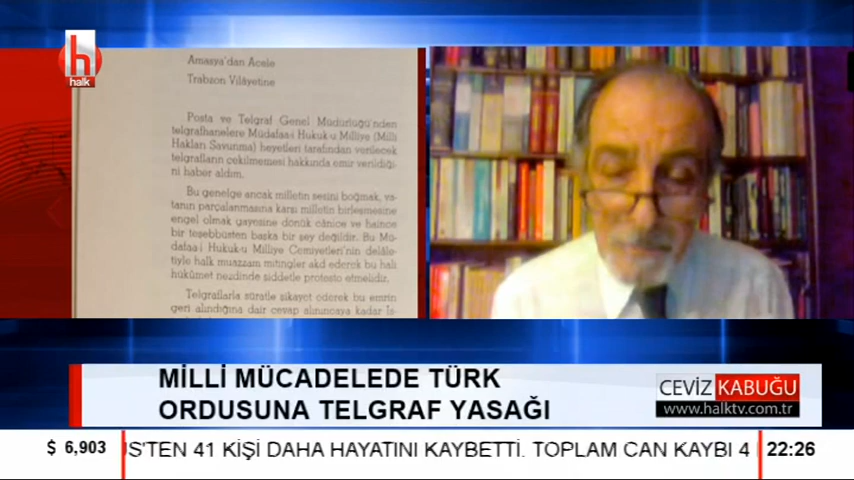 h
halk
Amasya'dan Acele
Trabzon Vilâyetine
Posta ve Telgraf Genel Müdürlüğü'nden
telgrafhanelere Müdafaa-i Hukuk-u Milliye (Milli
Hakları Savunma) heyetleri tarafından verilecek
telgrafların çekilmemesi hakkında emir verildiği-
ni haber aldım.
Bu genelge ancak milletin sesini boğmak, va-
tanın parçalanmasına karşı milletin birleşmesine
engel olmak gayesine dönük cânice ve haince
bir teşebbüsten başka bir şey değildir. Bu Mü-
dafaa-i Hukuk-u Milliye Cemiyetleri'nin delâle-
tiyle halk muazzam mitingler akd ederek bu hali
hükûmet nezdinde şiddetle protesto etmelidir.
Telgraflarla süratle şikayet ederek bu emrin
geri alındığına dair cevap alınıncaya kadar İs-
MİLLİ MÜCADELEDE TÜRK
ORDUSUNA TELGRAF YASAĞI
CEVİZ KABUĞU
www.halktv.com.tr
$ 6,903 ÜS'TEN 41 KİŞİ DAHA HAYATINI KAYBETTİ. TOPLAM CAN KAYBI 4 22:26